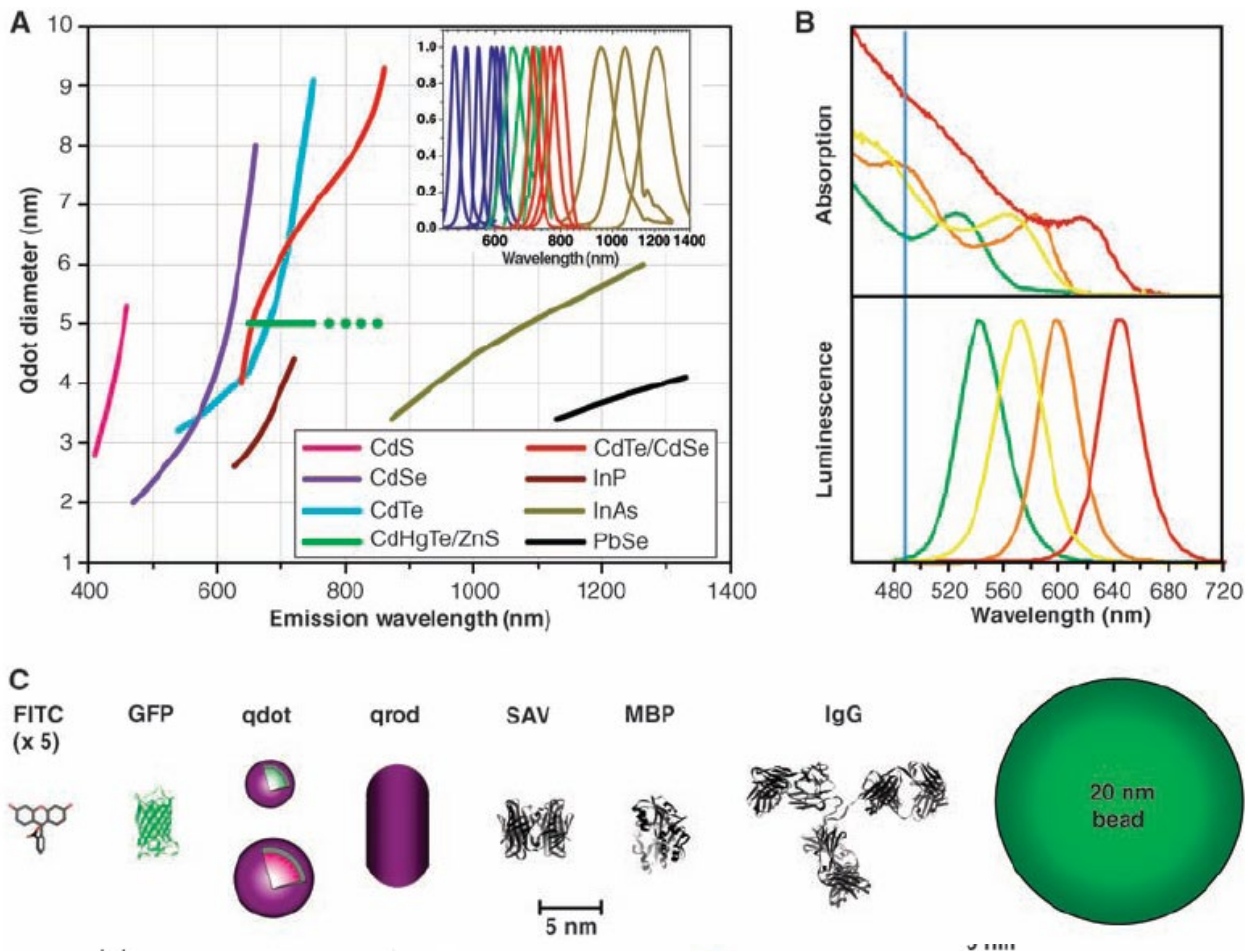 A
10
9
8
7
6
5
4
3
2
1
Qdot diameter (nm)
400
600
800
1000
1200
1400
Emission wavelength (nm)
1.0
0.8
0.6
0.4
0.2
0.0
600
800
1000
1200
1400
Wavelength (nm)
CdS
CdSe
CdTe
CdHgTe/ZnS
CdTe/CdSe
InP
InAs
PbSe
B
Absorption
Luminescence
480
520
560
600
640
680
720
Wavelength (nm)
C
FITC
(x 5)
GFP
qdot
qrod
SAV
MBP
IgG
20 nm
bead
5 nm